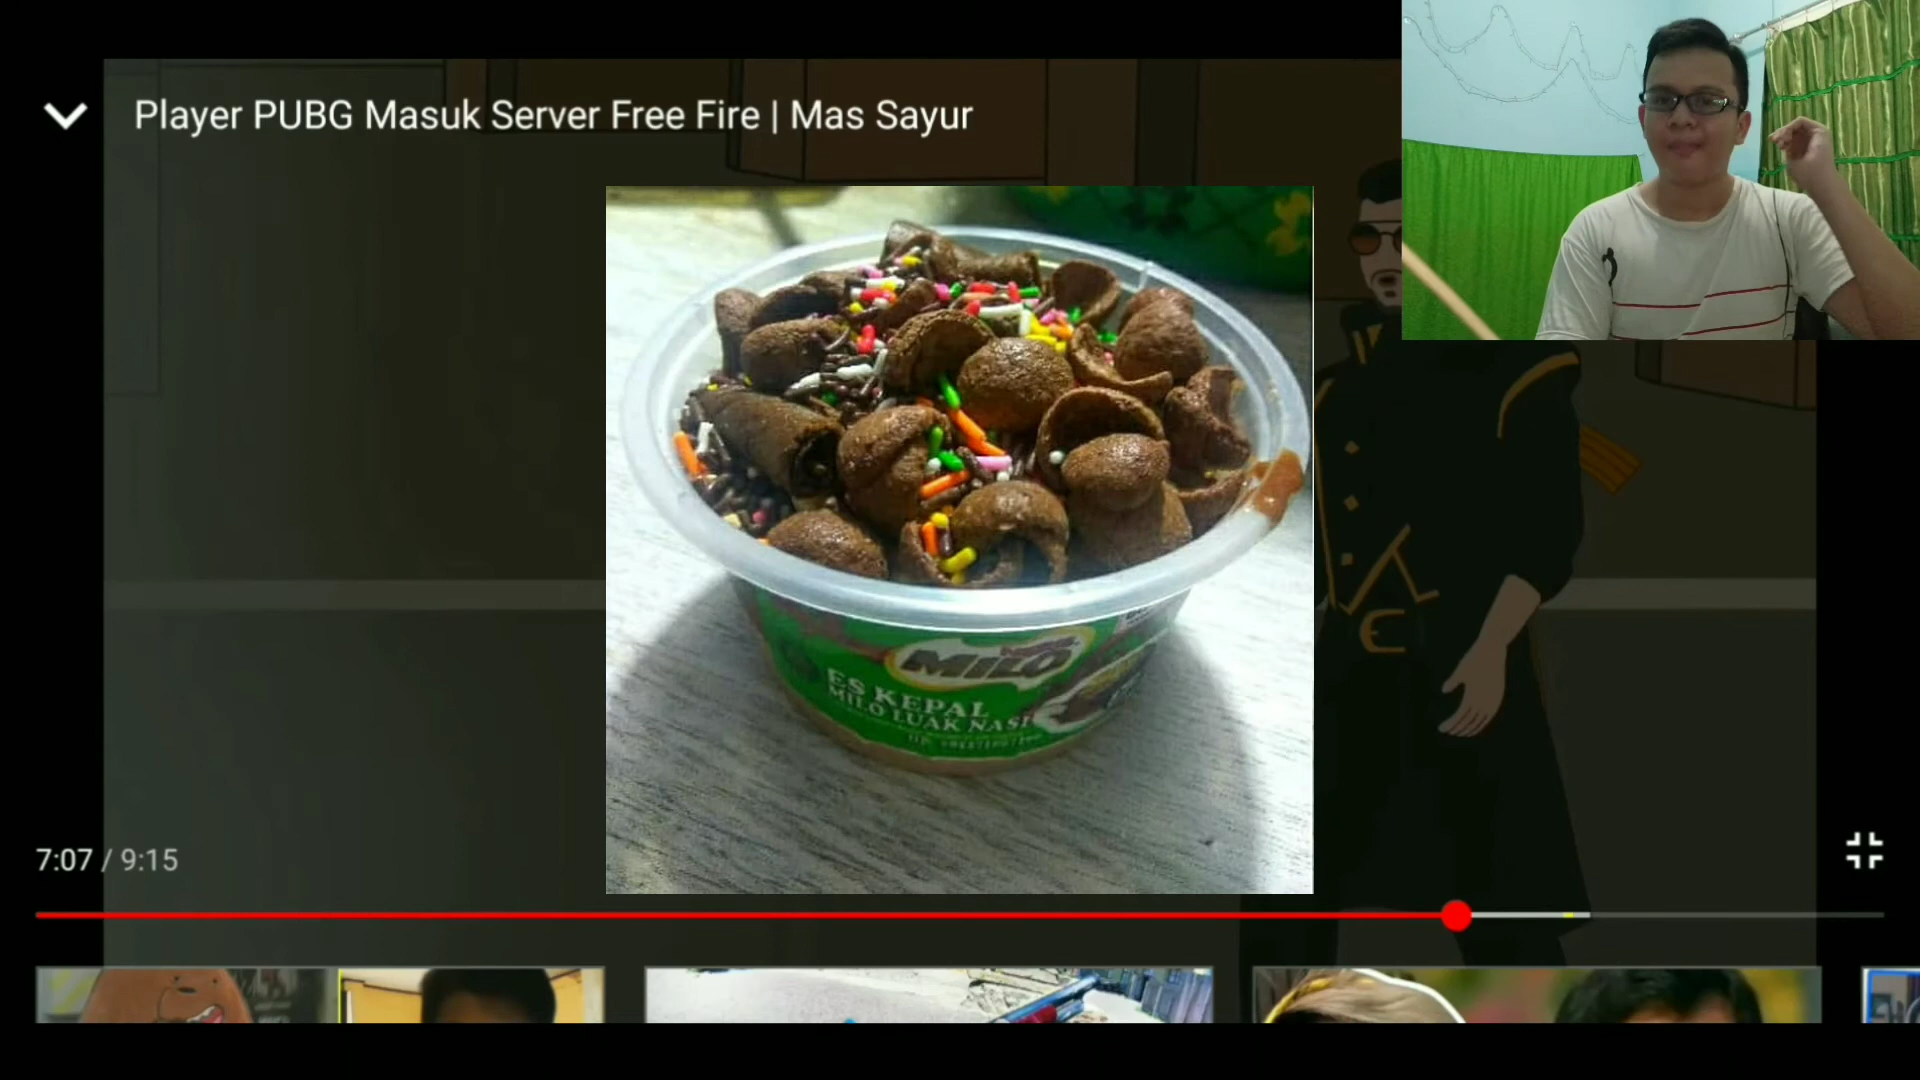 Player PUBG Masuk Server Free Fire | Mas Sayur
MILO
ES KEPAL
MILO LUAK NASI
7:07 / 9:15